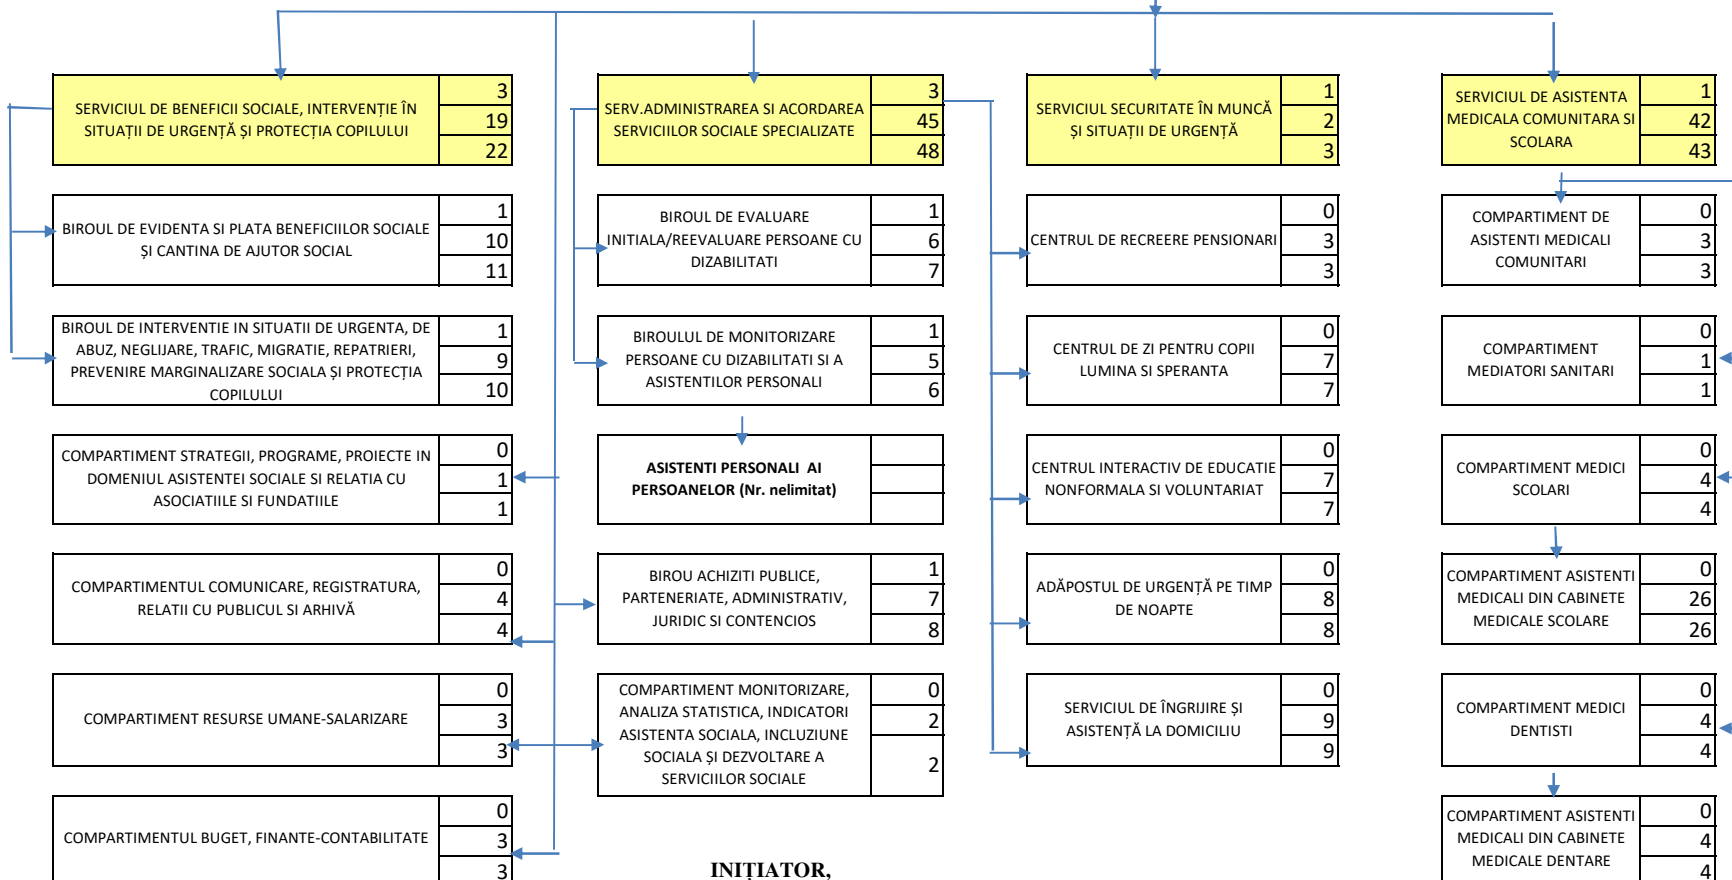 SERVICIUL DE BENEFICII SOCIALE, INTERVENȚIE ÎN
SITUAȚII DE URGENȚĂ ȘI PROTECȚIA COPILULUI
3
19
22
SERV.ADMINISTRAREA SI ACORDAREA
SERVICIILOR SOCIALE SPECIALIZATE
3
45
48
SERVICIUL SECURITATE ÎN MUNCĂ
ȘI SITUAȚII DE URGENȚĂ
1
2
3
SERVICIUL DE ASISTENTA
MEDICALA COMUNITARA SI
SCOLARA
1
42
43
BIROUL DE EVIDENTA SI PLATA BENEFICIILOR SOCIALE
ȘI CANTINA DE AJUTOR SOCIAL
1
10
11
BIROUL DE EVALUARE
INITIALA/REEVALUARE PERSOANE CU
DIZABILITATI
1
6
7
CENTRUL DE RECREERE PENSIONARI
0
3
3
COMPARTIMENT DE
ASISTENTI MEDICALI
COMUNITARI
0
3
3
BIROUL DE INTERVENTIE IN SITUATII DE URGENTA, DE
ABUZ, NEGLIJARE, TRAFIC, MIGRATIE, REPATRIERI,
PREVENIRE MARGINALIZARE SOCIALA ȘI PROTECȚIA
COPILULUI
1
9
10
BIROULUL DE MONITORIZARE
PERSOANE CU DIZABILITATI SI A
ASISTENTILOR PERSONALI
1
5
6
CENTRUL DE ZI PENTRU COPII
LUMINA SI SPERANTA
0
7
7
COMPARTIMENT
MEDIATORI SANITARI
0
1
1
COMPARTIMENT STRATEGII, PROGRAME, PROIECTE IN
DOMENIUL ASISTENTEI SOCIALE SI RELATIA CU
ASOCIATIILE SI FUNDATIILE
0
1
1
ASISTENTI PERSONALI AI
PERSOANELOR (Nr. nelimitat)
CENTRUL INTERACTIV DE EDUCATIE
NONFORMALA SI VOLUNTARIAT
0
7
7
COMPARTIMENT MEDICI
SCOLARI
0
4
4
COMPARTIMENTUL COMUNICARE, REGISTRATURA,
RELATII CU PUBLICUL SI ARHIVĂ
0
4
4
BIROU ACHIZITI PUBLICE,
PARTENERIATE, ADMINISTRATIV,
JURIDIC SI CONTENCIOS
1
7
8
ADĂPOSTUL DE URGENȚĂ PE TIMP
DE NOAPTE
0
8
8
COMPARTIMENT ASISTENTI
MEDICALI DIN CABINETE
MEDICALE SCOLARE
0
26
26
COMPARTIMENT RESURSE UMANE-SALARIZARE
0
3
3
COMPARTIMENT MONITORIZARE,
ANALIZA STATISTICA, INDICATORI
ASISTENTA SOCIALA, INCLUZIUNE
SOCIALA ȘI DEZVOLTARE A
SERVICIILOR SOCIALE
0
2
2
SERVICIUL DE ÎNGRIJIRE ȘI
ASISTENȚĂ LA DOMICILIU
0
9
9
COMPARTIMENT MEDICI
DENTISTI
0
4
4
COMPARTIMENTUL BUGET, FINANTE-CONTABILITATE
0
3
3
COMPARTIMENT ASISTENTI
MEDICALI DIN CABINETE
MEDICALE DENTARE
0
4
4
INIȚIATOR,